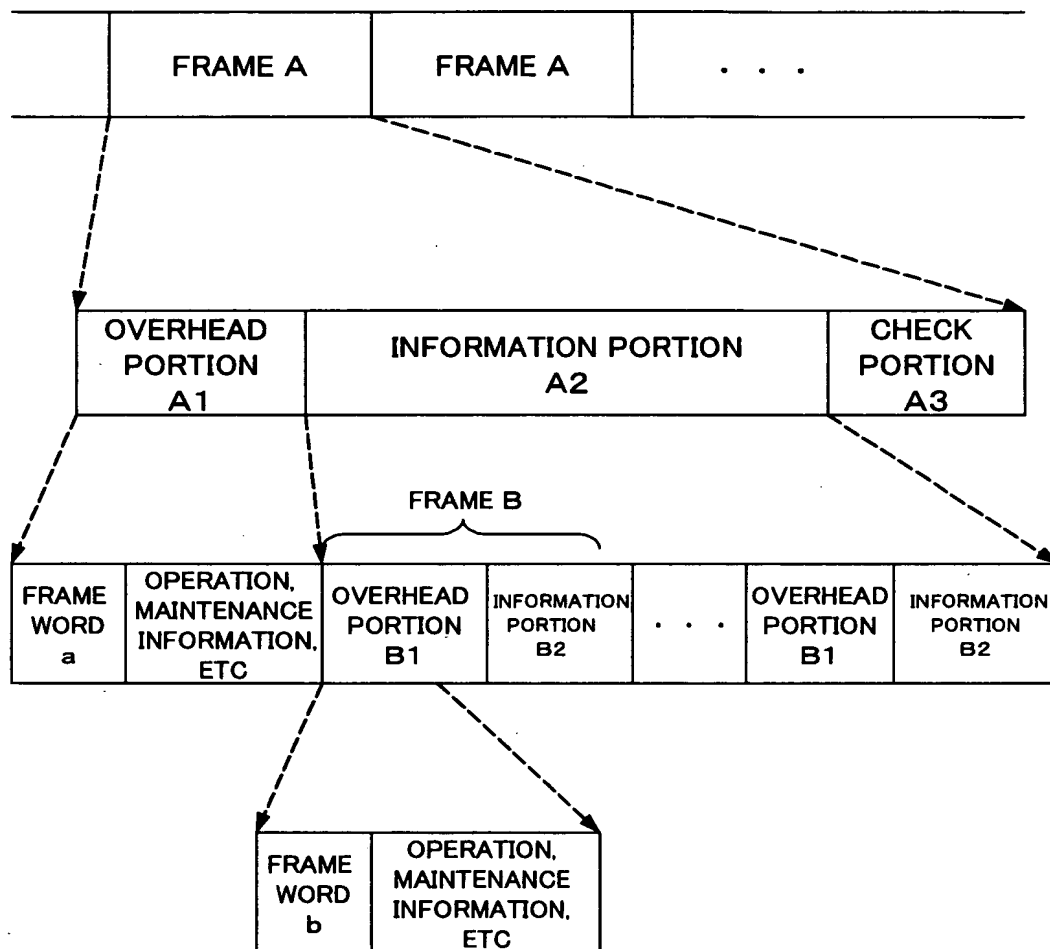 FRAME A
FRAME A
. . .
OVERHEAD
PORTION
A1
INFORMATION PORTION
A2
CHECK
PORTION
A3
FRAME B
FRAME
WORD
a
OPERATION,
MAINTENANCE
INFORMATION,
ETC
OVERHEAD
PORTION
B1
INFORMATION
PORTION
B2
. . .
OVERHEAD
PORTION
B1
INFORMATION
PORTION
B2
FRAME
WORD
b
OPERATION,
MAINTENANCE
INFORMATION,
ETC